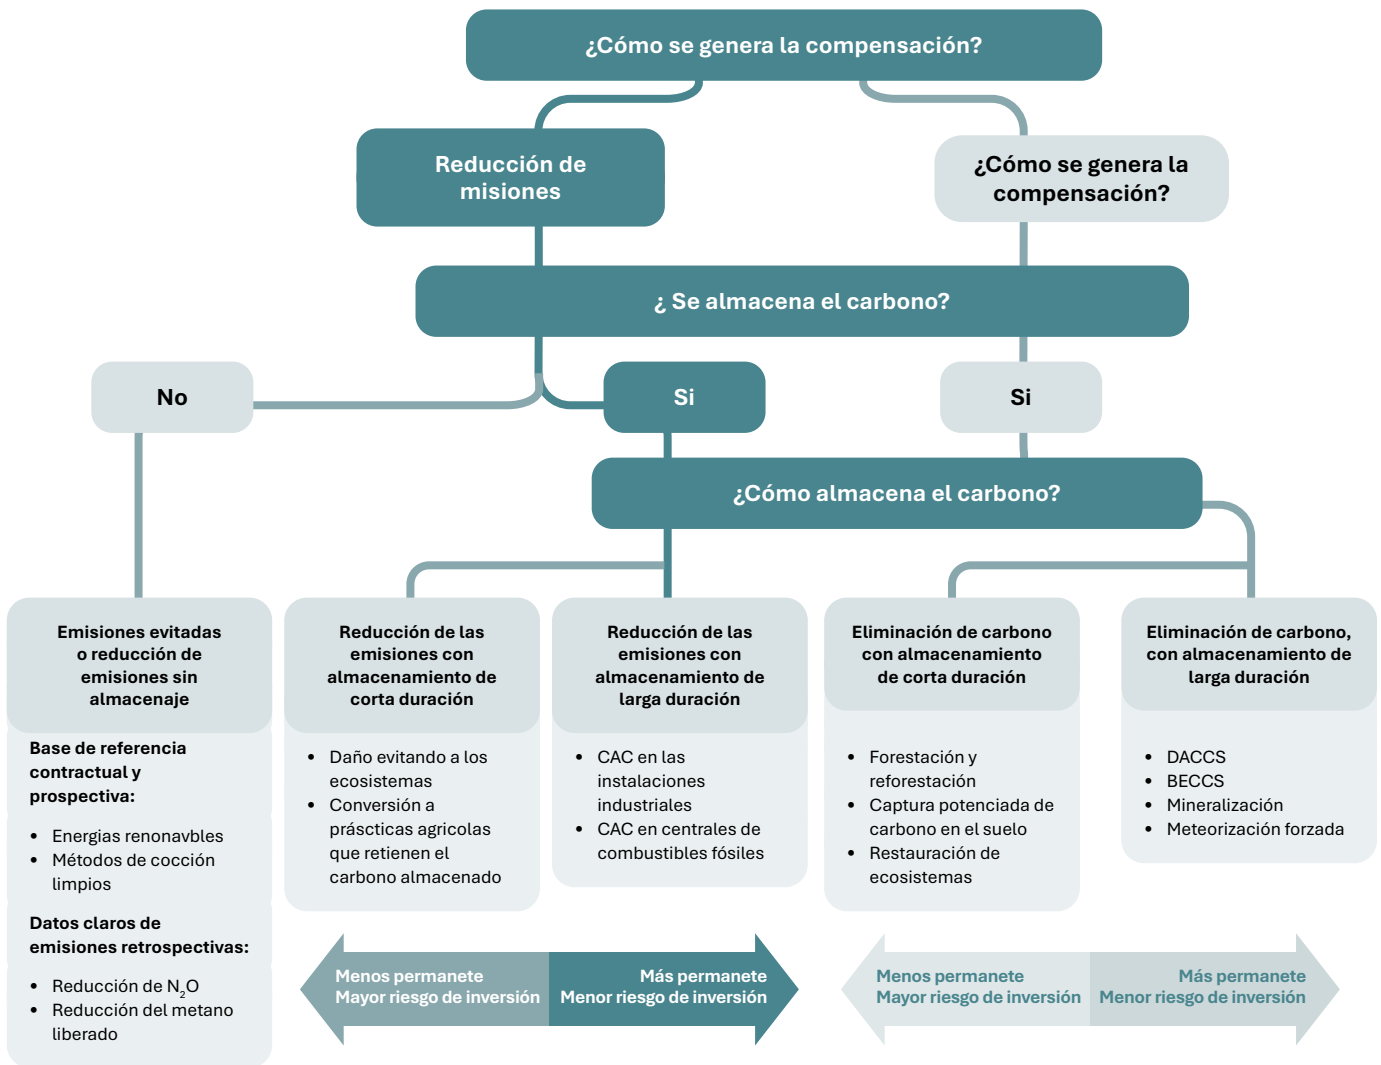 ¿Cómo se genera la compensación?
Reducción de
misiones
¿Cómo se genera la
compensación?
¿ Se almacena el carbono?
No
Si
Si
¿Cómo almacena el carbono?
Emisiones evitadas
o reducción de
emisiones sin
almacenaje
Base de referencia
contractual y
prospectiva:
• Energias renonavbles
• Métodos de cocción
limpios
Datos claros de
emisiones retrospectivas:
• Reducción de N₂O
• Reducción del metano
liberado
Reducción de las
emisiones con
almacenamiento de
corta duración
• Daño evitando a los
ecosistemas
• Conversión a
práscticas agricolas
que retienen el
carbono almacenado
Reducción de las
emisiones con
almacenamiento de
larga duración
• CAC en las
instalaciones
industriales
• CAC en centrales de
combustibles fósiles
Eliminación de carbono
con almacenamiento
de corta duración
• Forestación y
reforestación
• Captura potenciada de
carbono en el suelo
• Restauración de
ecosistemas
Eliminación de carbono,
con almacenamiento de
larga duración
• DACCS
• BECCS
• Mineralización
• Meteorización forzada
Menos permanete
Mayor riesgo de inversión
Más permanete
Menor riesgo de inversión
Menos permanete
Mayor riesgo de inversión
Más permanete
Menor riesgo de inversión